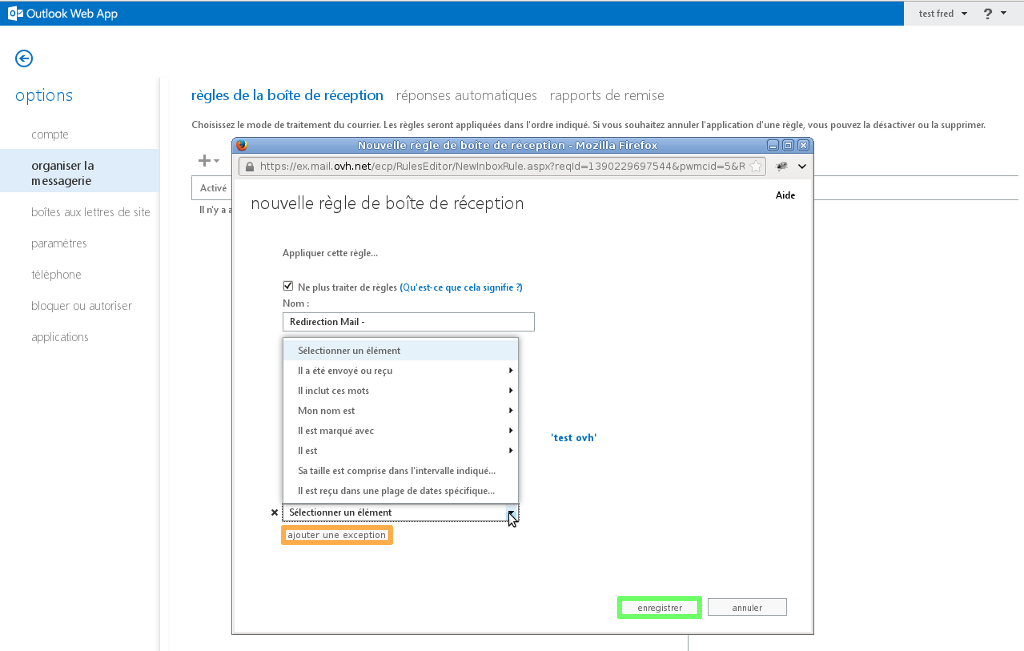 Outlook Web App
test fred
?
options
règles de la boîte de réception réponses automatiques rapports de remise
Choisissez le mode de traitement du courrier. Les règles seront appliquées dans l'ordre indiqué. Si vous souhaitez annuler l'application d'une règle, vous pouvez la désactiver ou la supprimer.
compte
organiser la
messagerie
boîtes aux lettres de site
paramètres
téléphone
bloquer ou autoriser
applications
Activé
Il n'y a a
Nouvelle règle de boîte de réception - Mozilla Firefox
https://ex.mail.ovh.net/ecp/RulesEditor/NewInboxRule.aspx?reqId=1390229697544&pwmcid=5&R
Aide
nouvelle règle de boîte de réception
Appliquer cette règle...
Ne plus traiter de règles (Qu'est-ce que cela signifie ?)
Nom :
Redirection Mail -
Sélectionner un élément
Il a été envoyé ou reçu
Il inclut ces mots
Mon nom est
Il est marqué avec
'test ovh'
Il est
Sa taille est comprise dans l'intervalle indiqué...
Il est reçu dans une plage de dates spécifique...
Sélectionner un élément
ajouter une exception
enregistrer
annuler